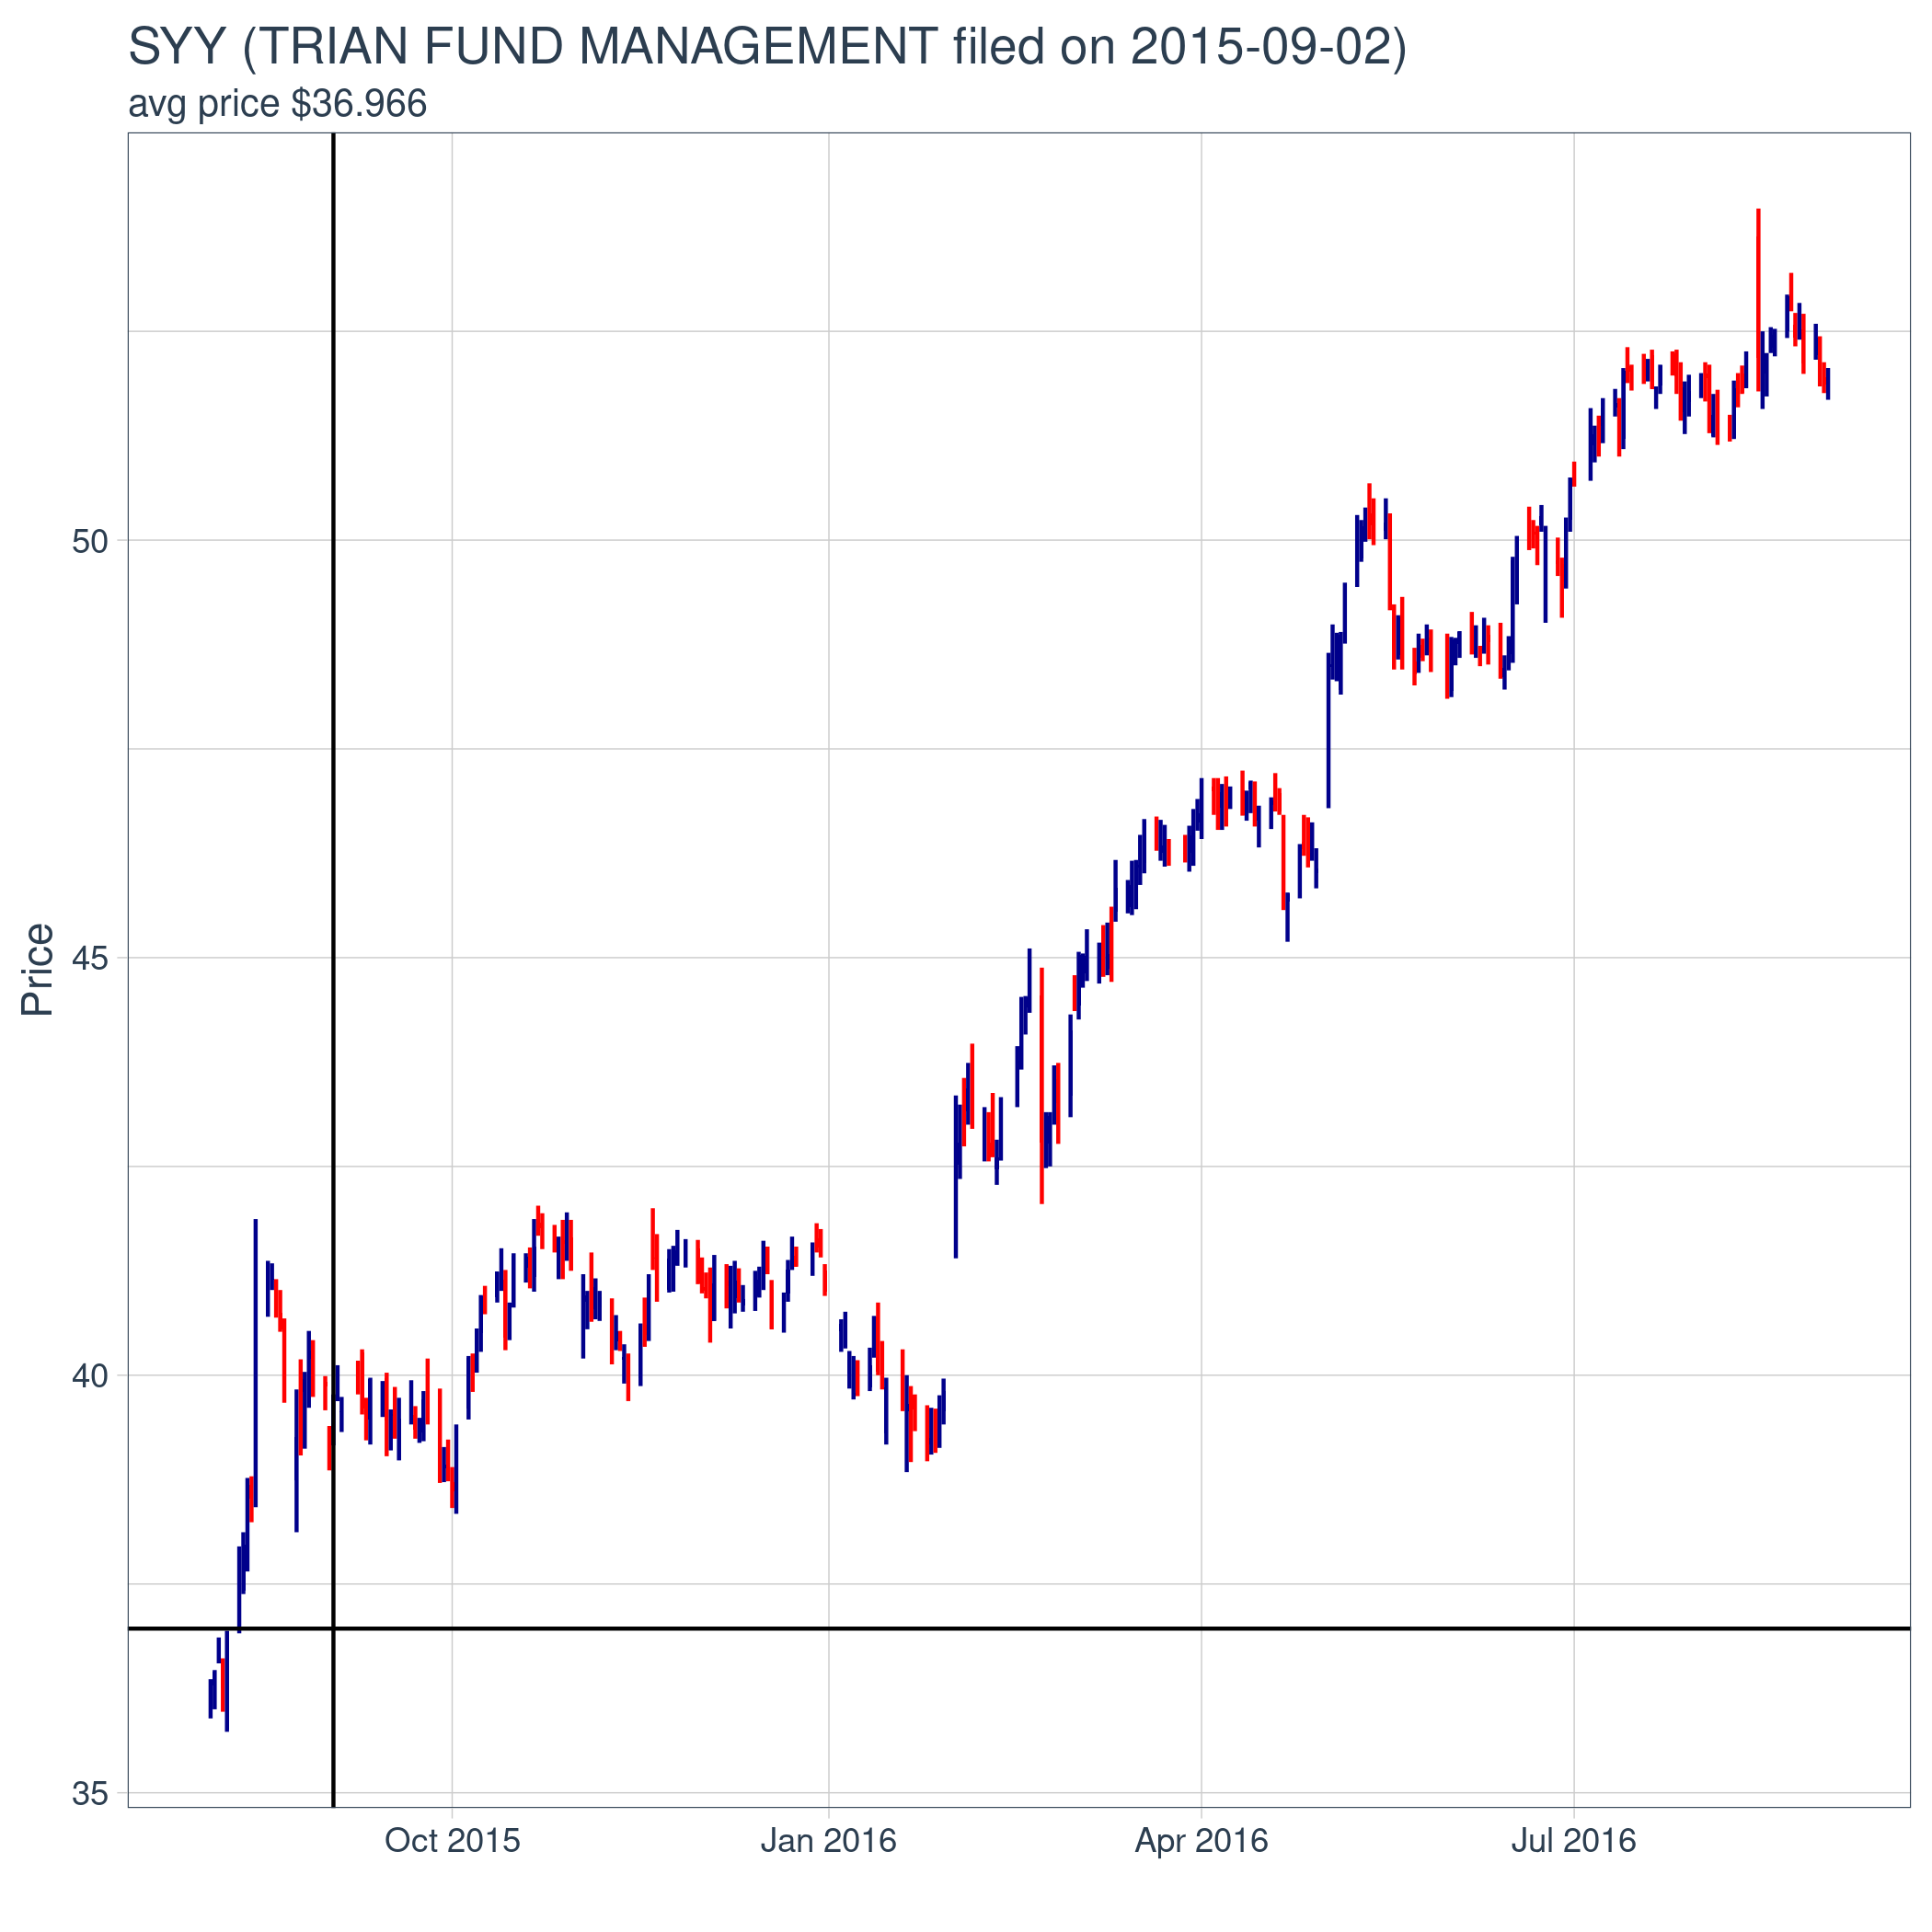 SYY (TRIAN FUND MANAGEMENT filed on 2015-09-02)
avg price $36.966
50
45
40
35
Price
Oct 2015
Jan 2016
Apr 2016
Jul 2016